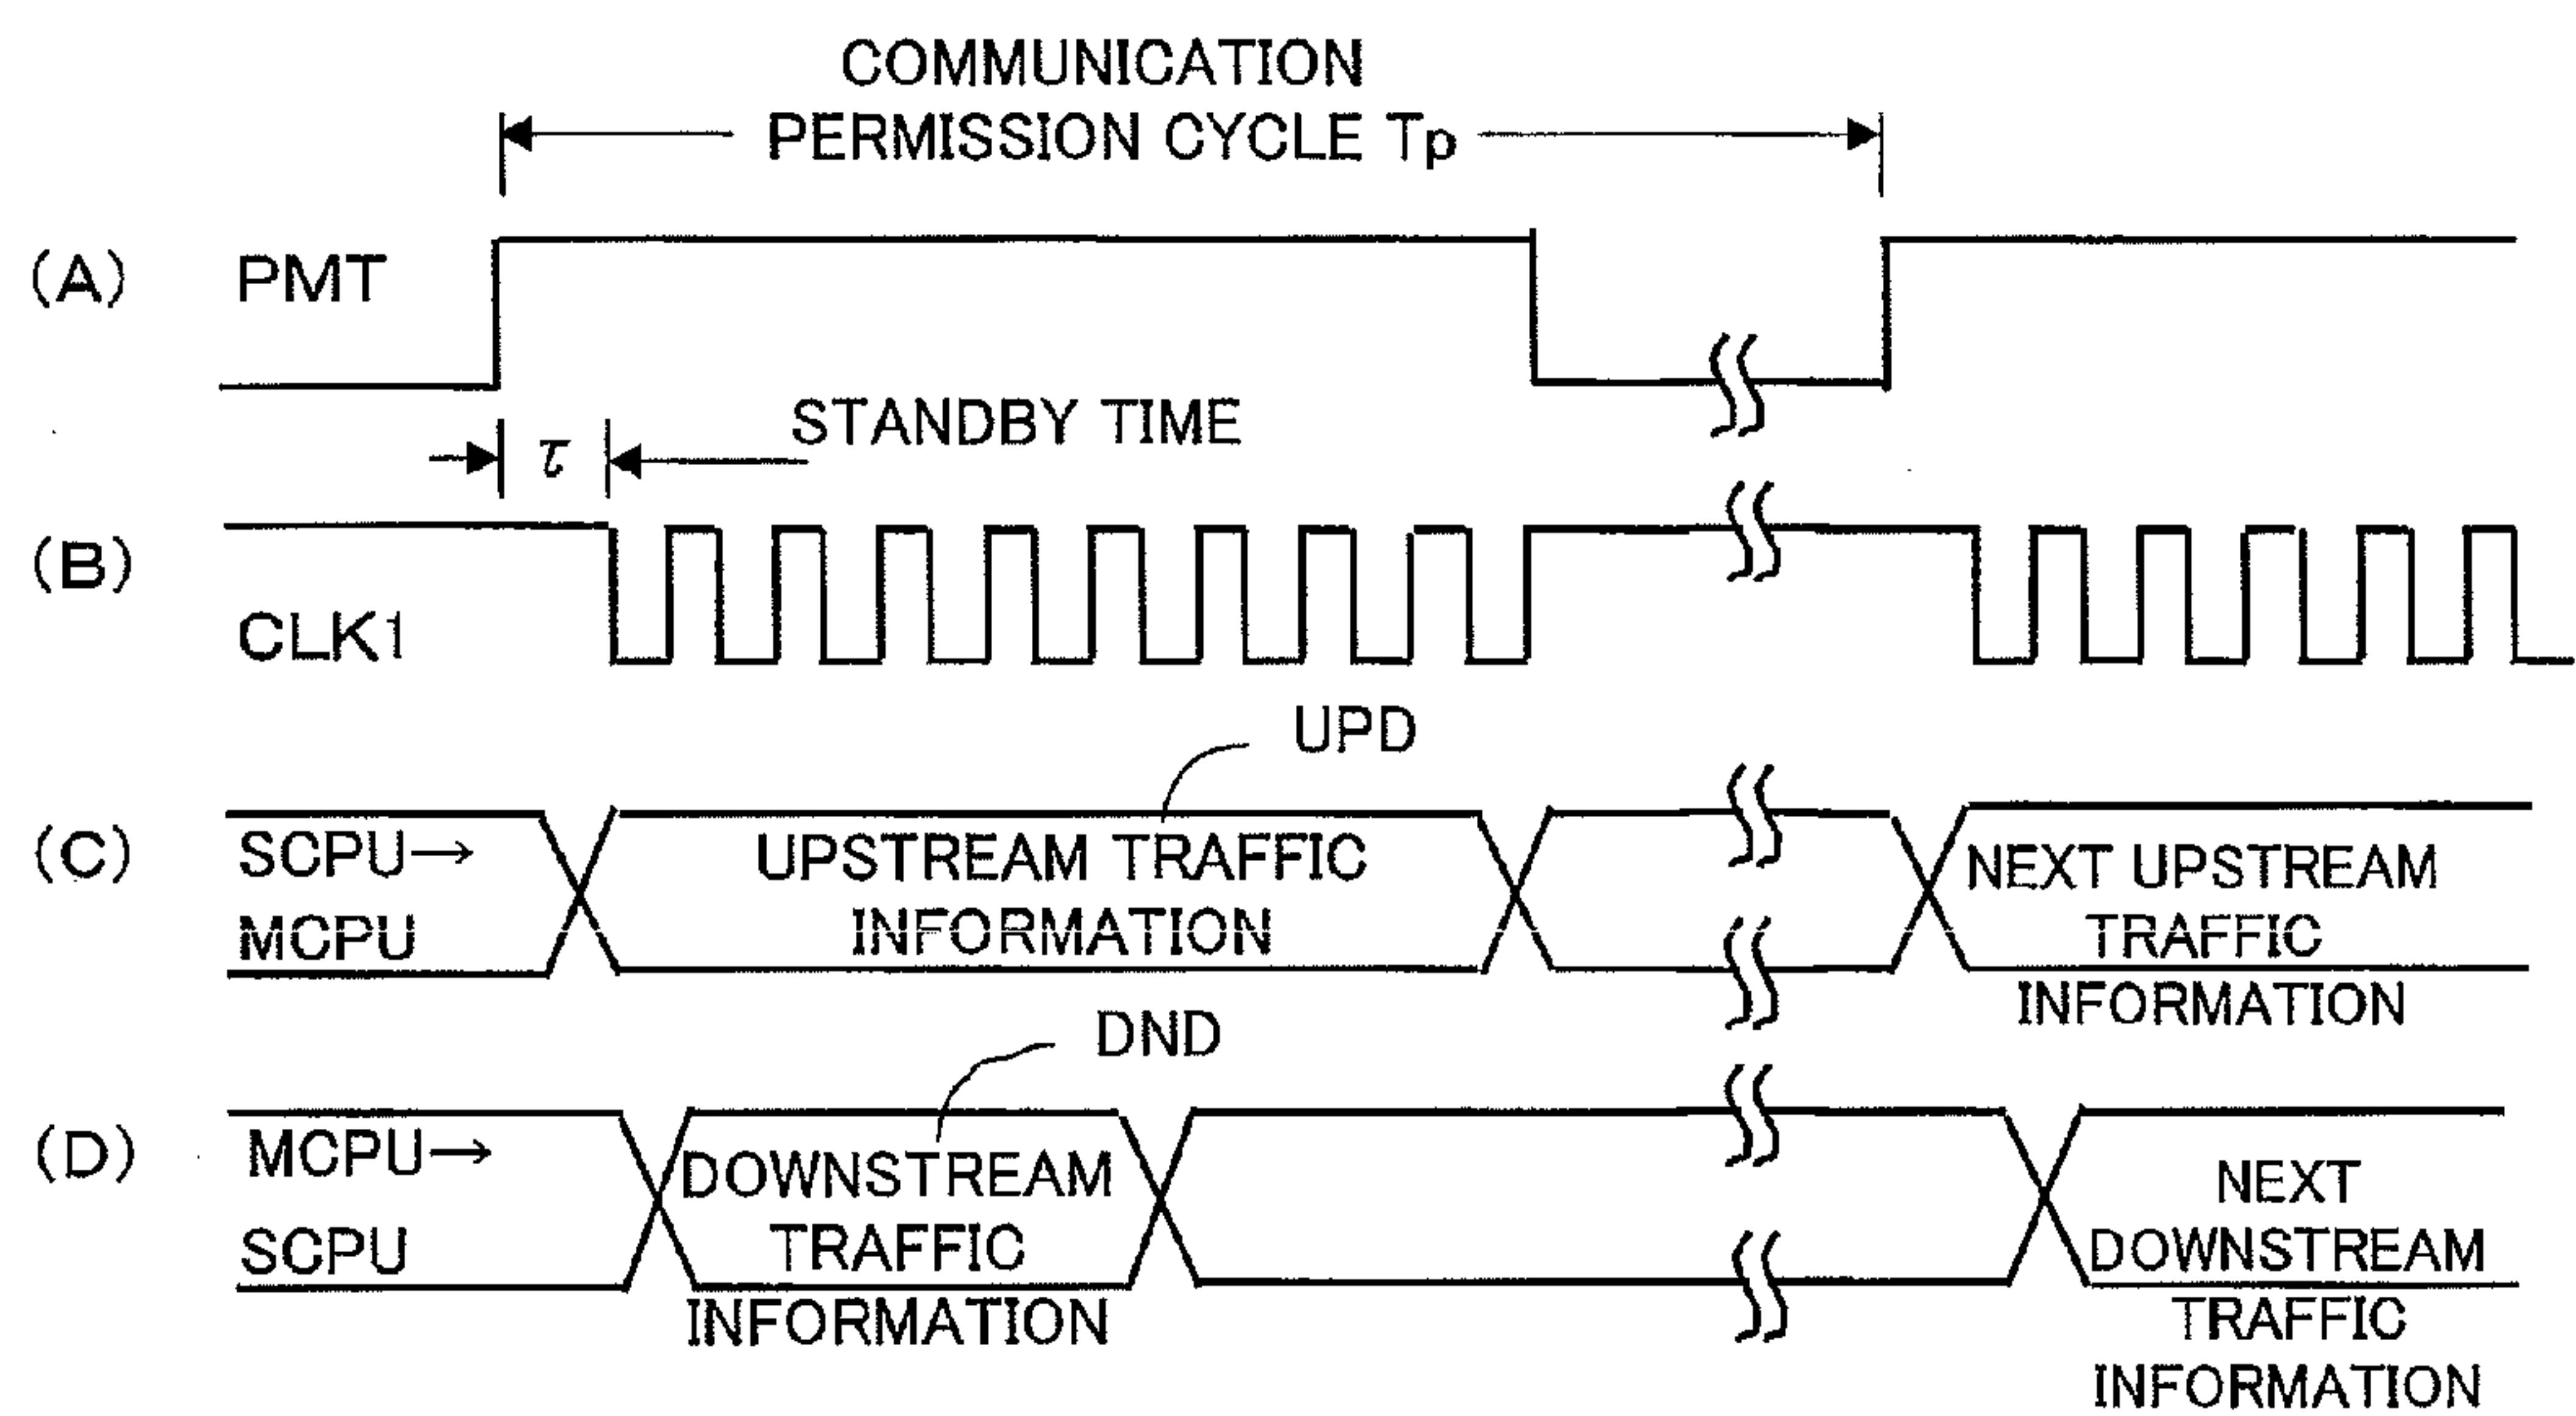 COMMUNICATION
PERMISSION CYCLE Tp
(A) PMT
τ STANDBY TIME
(B)
CLK1
UPD
(C) SCPU→
MCPU
UPSTREAM TRAFFIC
INFORMATION
NEXT UPSTREAM
TRAFFIC
INFORMATION
DND
(D) MCPU→
SCPU
DOWNSTREAM
TRAFFIC
INFORMATION
NEXT
DOWNSTREAM
TRAFFIC
INFORMATION